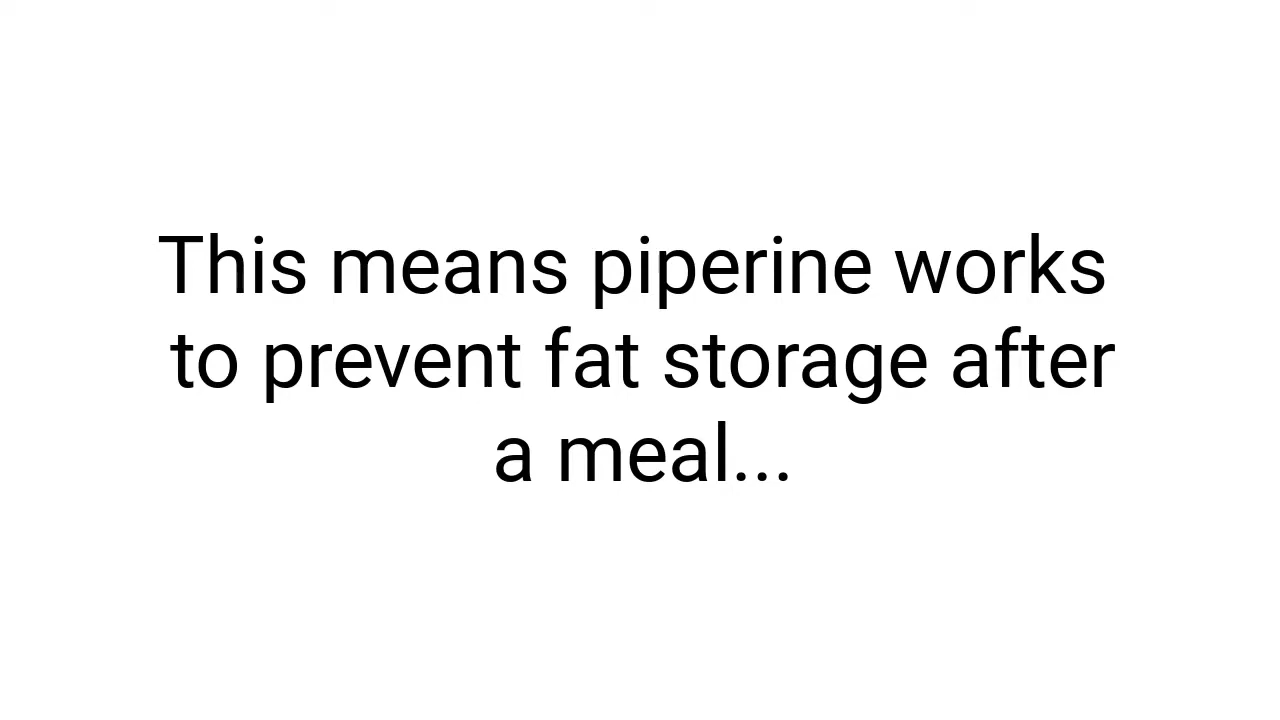 This means piperine works
to prevent fat storage after
a meal...